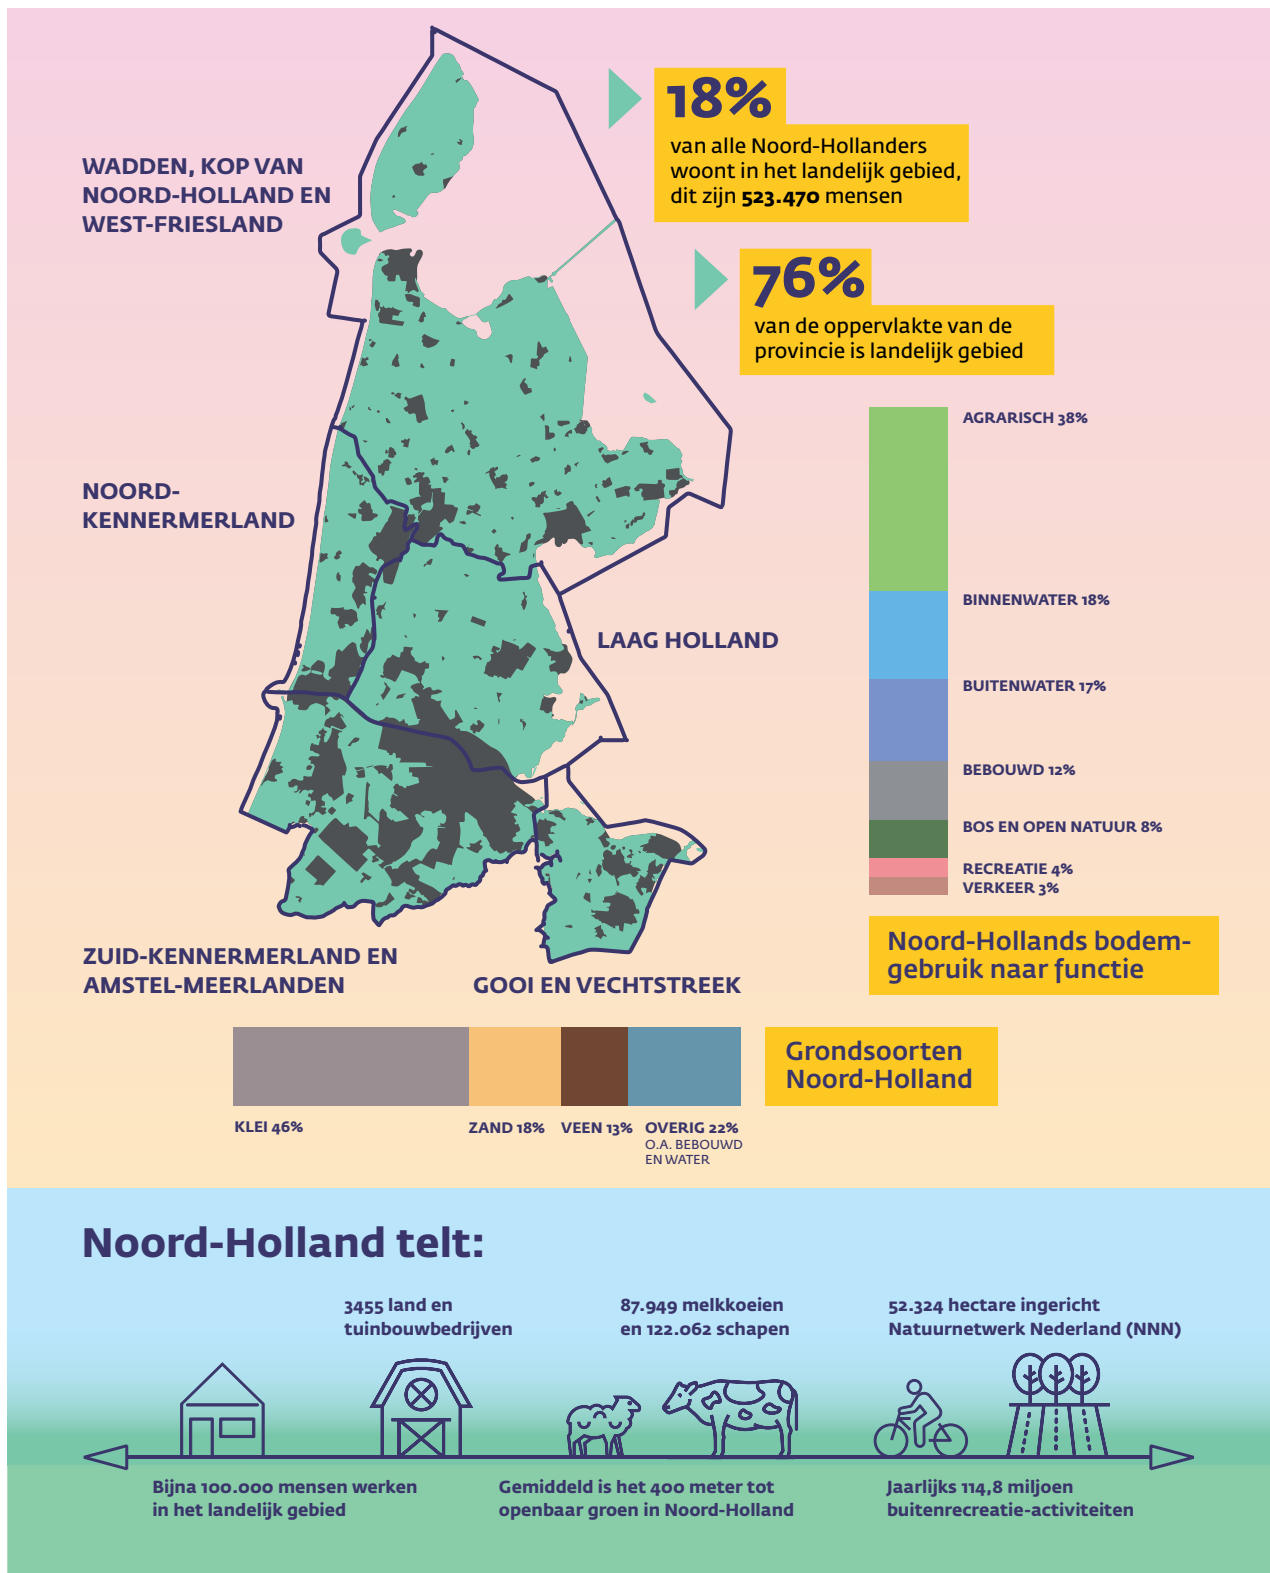 18%
van alle Noord-Hollanders
woont in het landelijk gebied,
dit zijn 523.470 mensen
WADDEN, KOP VAN
NOORD-HOLLAND EN
WEST-FRIESLAND
76%
van de oppervlakte van de
provincie is landelijk gebied
AGRARISCH 38%
NOORD-
KENNERMERLAND
BINNENWATER 18%
LAAG HOLLAND
BUITENWATER 17%
BEBOUWD 12%
BOS EN OPEN NATUUR 8%
RECREATIE 4%
VERKEER 3%
Noord-Hollands bodem-
gebruik naar functie
ZUID-KENNERMERLAND EN
AMSTEL-MEERLANDEN
GOOI EN VECHTSTREEK
Grondsoorten
Noord-Holland
KLEI 46%
ZAND 18%
VEEN 13%
OVERIG 22%
O.A. BEBOUWD
EN WATER
Noord-Holland telt:
3455 land en
tuinbouwbedrijven
87.949 melkkoeien
en 122.062 schapen
52.324 hectare ingericht
Natuurnetwerk Nederland (NNN)
Bijna 100.000 mensen werken
in het landelijk gebied
Gemiddeld is het 400 meter tot
openbaar groen in Noord-Holland
Jaarlijks 114,8 miljoen
buitenrecreatie-activiteiten